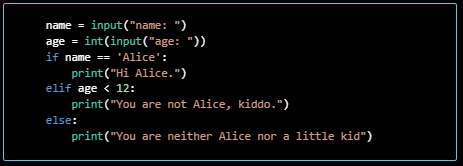 name = input("name: ")
age = int(input("age: "))
if name == 'Alice':
    print("Hi Alice.")
elif age < 12:
    print("You are not Alice, kiddo.")
else:
    print("You are neither Alice nor a little kid")